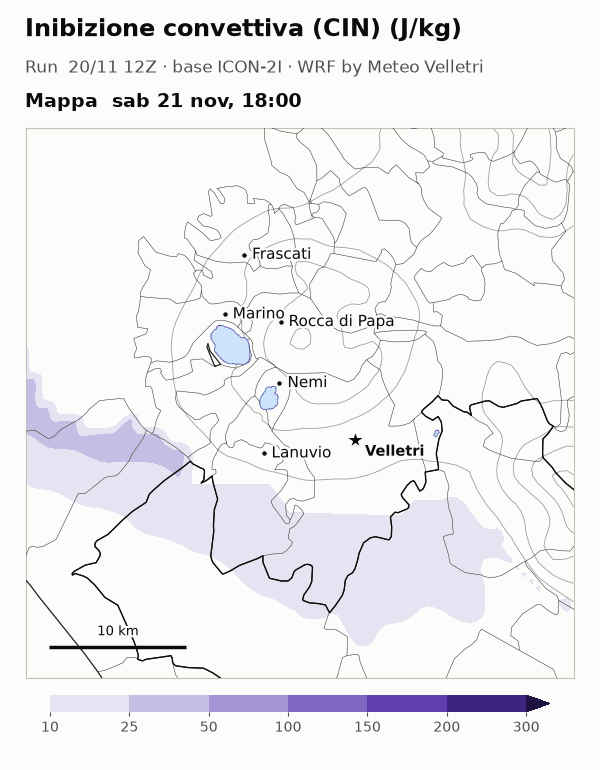 Inibizione convettiva (CIN) (J/kg)
Run  20/11 12Z · base ICON-2I · WRF by Meteo Velletri
Mappa  sab 21 nov, 18:00
Frascati
Marino
Rocca di Papa
Nemi
Velletri
Lanuvio
10 km
10 25 50 100 150 200 300